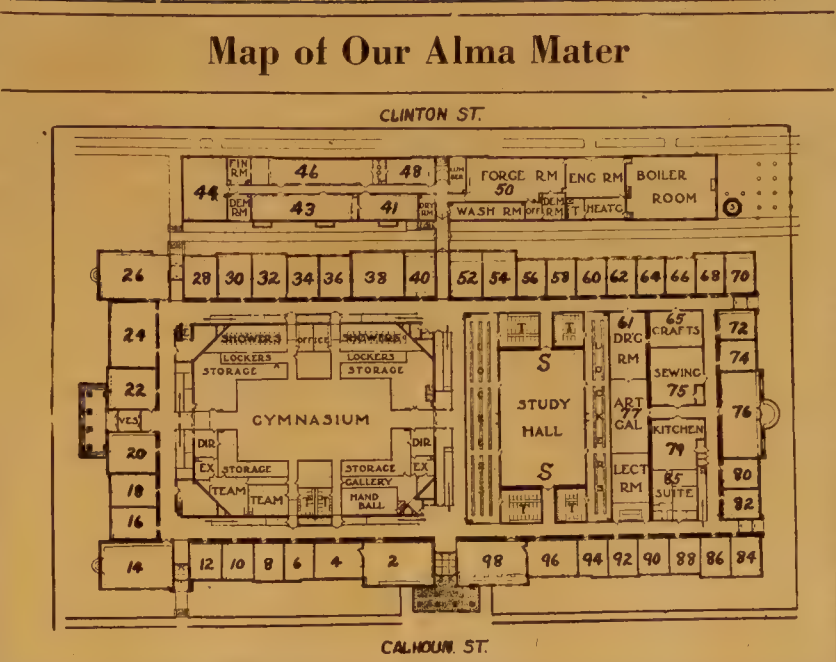 Map of Our Alma Mater
CLINTON ST.
FIN RM
46
48
LUMBER
FORGE RM
50
ENG RM
BOILER ROOM
44
DEM RM
43
41
DRY RM
WASH RM
OFF
DEM RM
T
HEATG
3
26
28
30
32
34
36
38
40
52
54
56
58
60
62
64
66
68
70
24
22
VES
20
18
16
14
SHOWERS
OFFICE
SHOWERS
LOCKERS
LOCKERS
STORAGE
STORAGE
GYMNASIUM
DIR
DIR
EX
EX
STORAGE
STORAGE
GALLERY
TEAM
TEAM
T
T
HAND BALL
T
T
S
STUDY HALL
S
T
T
LOCKERS
61
DR'G RM
ART
77
GAL
LECT RM
65
CRAFTS
SEWING
75
KITCHEN
79
85
SUITE
72
74
76
80
82
12
10
8
6
4
2
98
96
94
92
90
88
86
84
CALHOUN. ST.